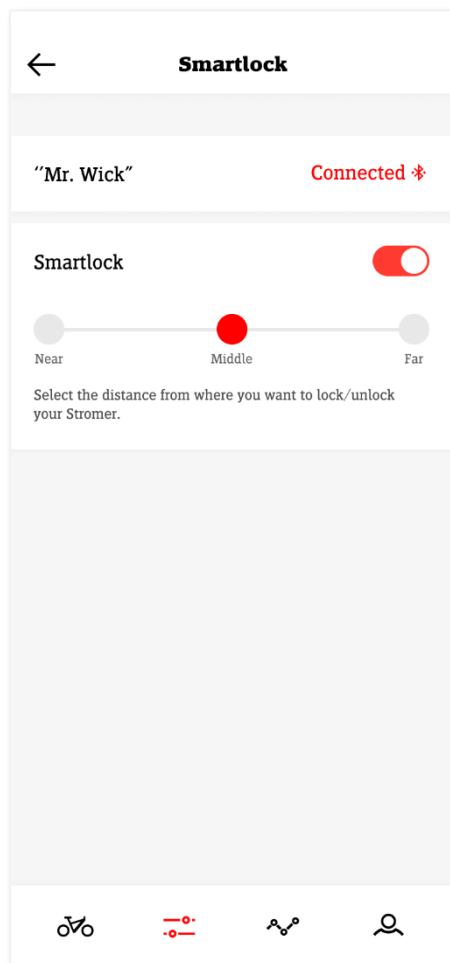 Smartlock
‘‘Mr. Wick”
Connected
Smartlock
Near
Middle
Far
Select the distance from where you want to lock/unlock
your Stromer.